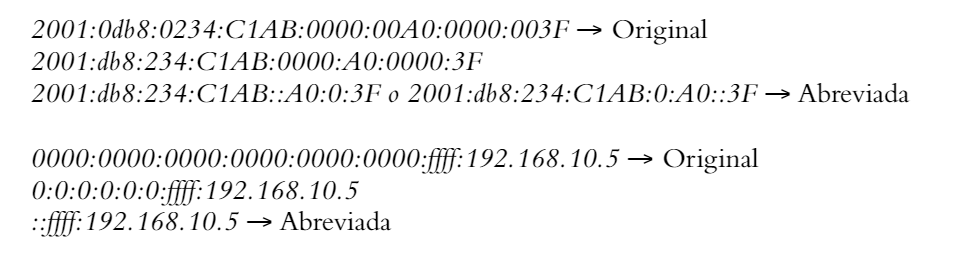 2001:0db8:0234:C1AB:0000:00A0:0000:003F → Original
2001:db8:234:C1AB:0000:A0:0000:3F
2001:db8:234:C1AB::A0:0:3F o 2001:db8:234:C1AB:0:A0::3F → Abreviada
0000:0000:0000:0000:0000:0000:ffff:192.168.10.5 → Original
0:0:0:0:0:0:ffff:192.168.10.5
::ffff:192.168.10.5 → Abreviada